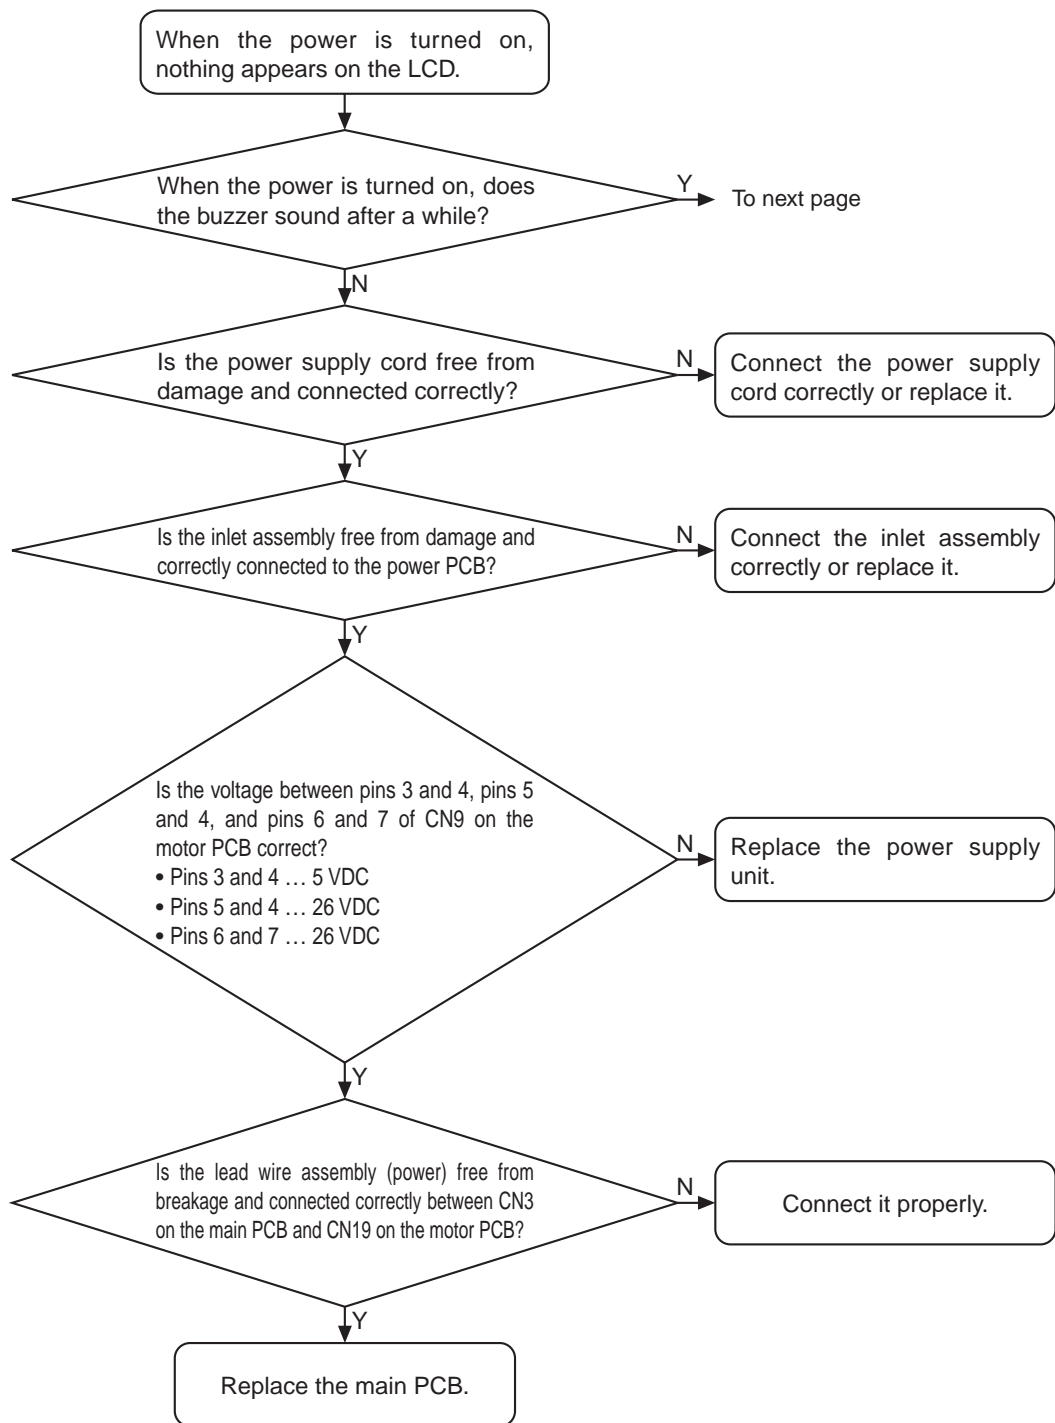 When the power is turned on,
nothing appears on the LCD.
When the power is turned on, does
the buzzer sound after a while?
Y
To next page
N
Is the power supply cord free from
damage and connected correctly?
N
Connect the power supply
cord correctly or replace it.
Y
Is the inlet assembly free from damage and
correctly connected to the power PCB?
N
Connect the inlet assembly
correctly or replace it.
Y
Is the voltage between pins 3 and 4, pins 5
and 4, and pins 6 and 7 of CN9 on the
motor PCB correct?
• Pins 3 and 4 … 5 VDC
• Pins 5 and 4 … 26 VDC
• Pins 6 and 7 … 26 VDC
N
Replace the power supply
unit.
Y
Is the lead wire assembly (power) free from
breakage and connected correctly between CN3
on the main PCB and CN19 on the motor PCB?
N
Connect it properly.
Y
Replace the main PCB.